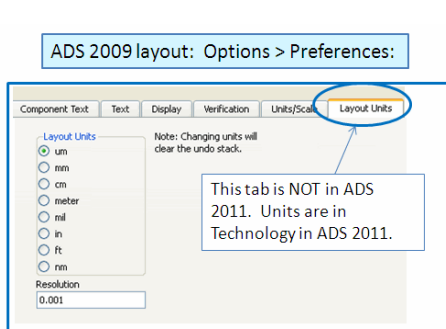 ADS 2009 layout: Options > Preferences:
Component Text Text Display Verification Units/Scale Layout Units
Layout Units
Note: Changing units will
clear the undo stack.
um
mm
cm
meter
mil
in
ft
nm
This tab is NOT in ADS
2011. Units are in
Technology in ADS 2011.
Resolution
0.001